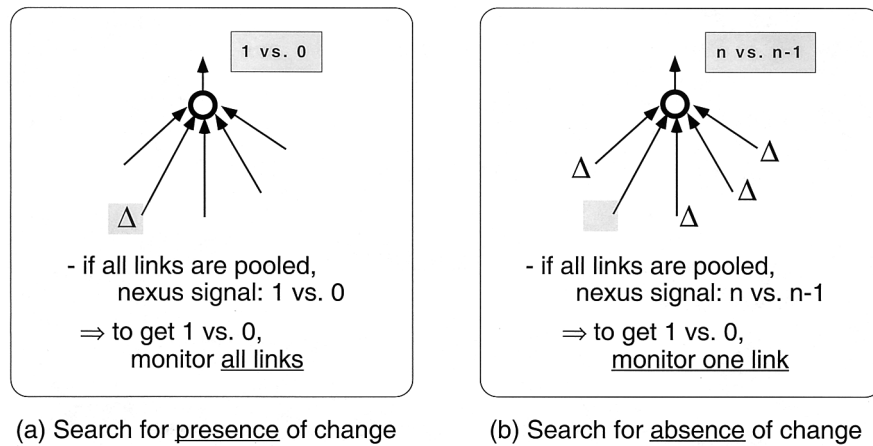 1 vs. 0
Δ
- if all links are pooled,
nexus signal: 1 vs. 0
⇒ to get 1 vs. 0,
monitor all links
(a) Search for presence of change
n vs. n-1
Δ
Δ
Δ
Δ
- if all links are pooled,
nexus signal: n vs. n-1
⇒ to get 1 vs. 0,
monitor one link
(b) Search for absence of change